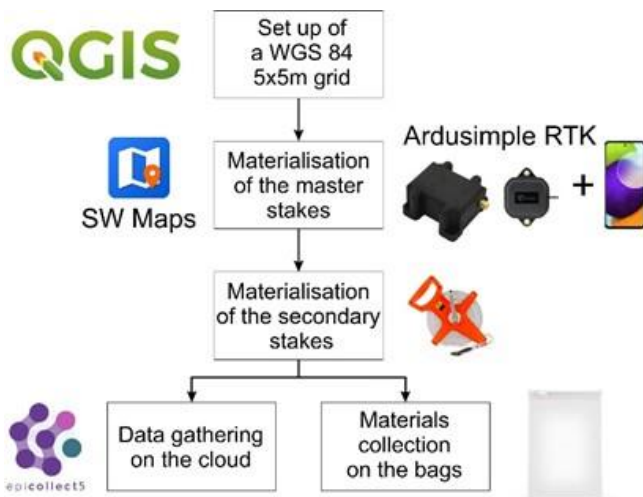 QGIS
Set up of
a WGS 84
5x5m grid
SW Maps
Materialisation
of the master
stakes
Ardusimple RTK
+
Materialisation
of the secondary
stakes
epicollect5
Data gathering
on the cloud
Materials
collection
on the bags